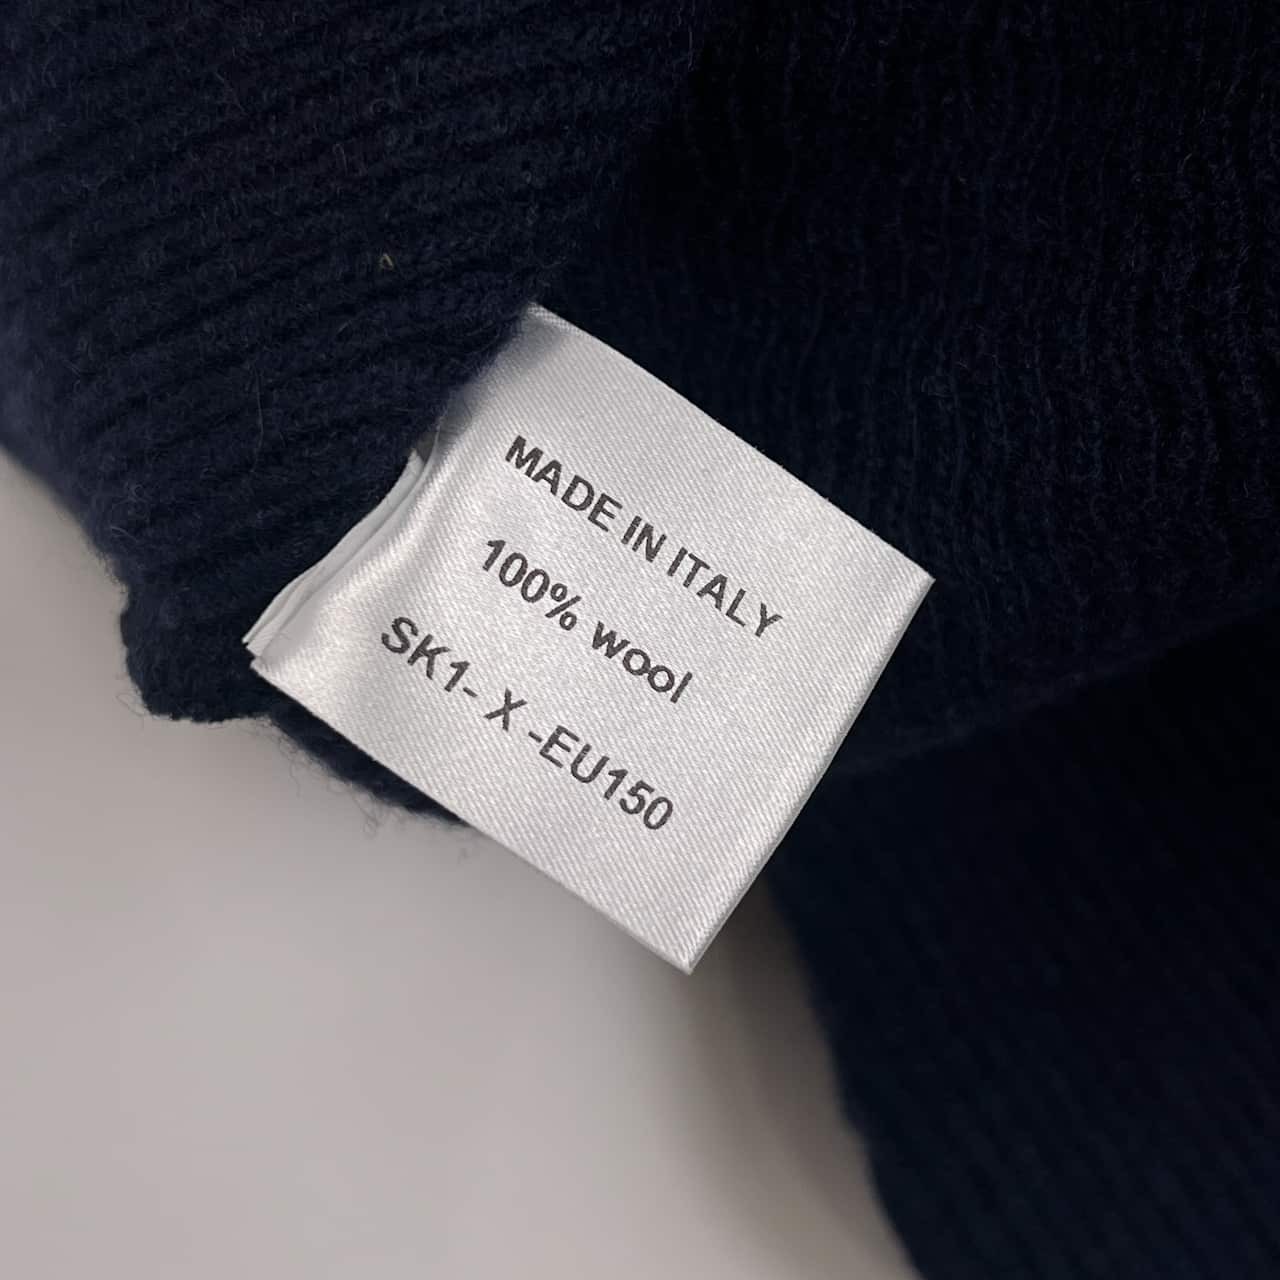 MADE IN ITALY
100% wool
SK1- X -EU150